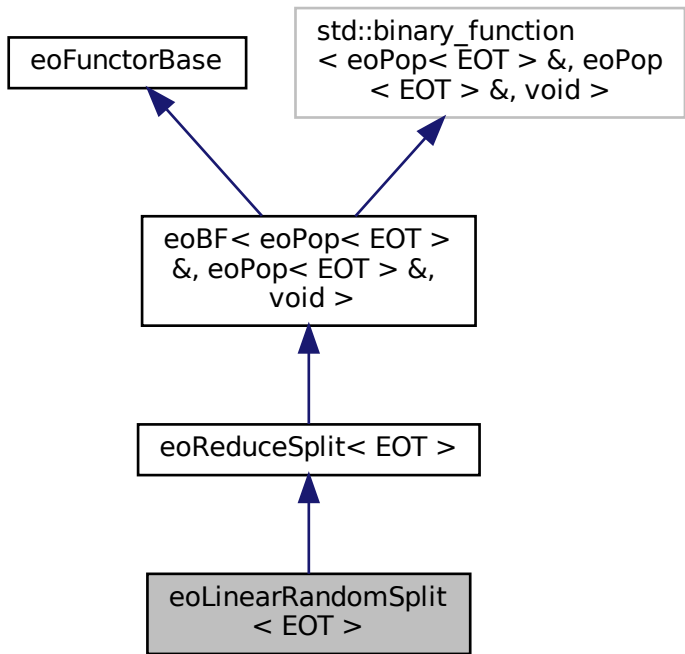 eoFunctorBase
std::binary_function
< eoPop< EOT > &, eoPop
< EOT > &, void >
eoBF< eoPop< EOT >
&, eoPop< EOT > &,
void >
eoReduceSplit< EOT >
eoLinearRandomSplit
< EOT >